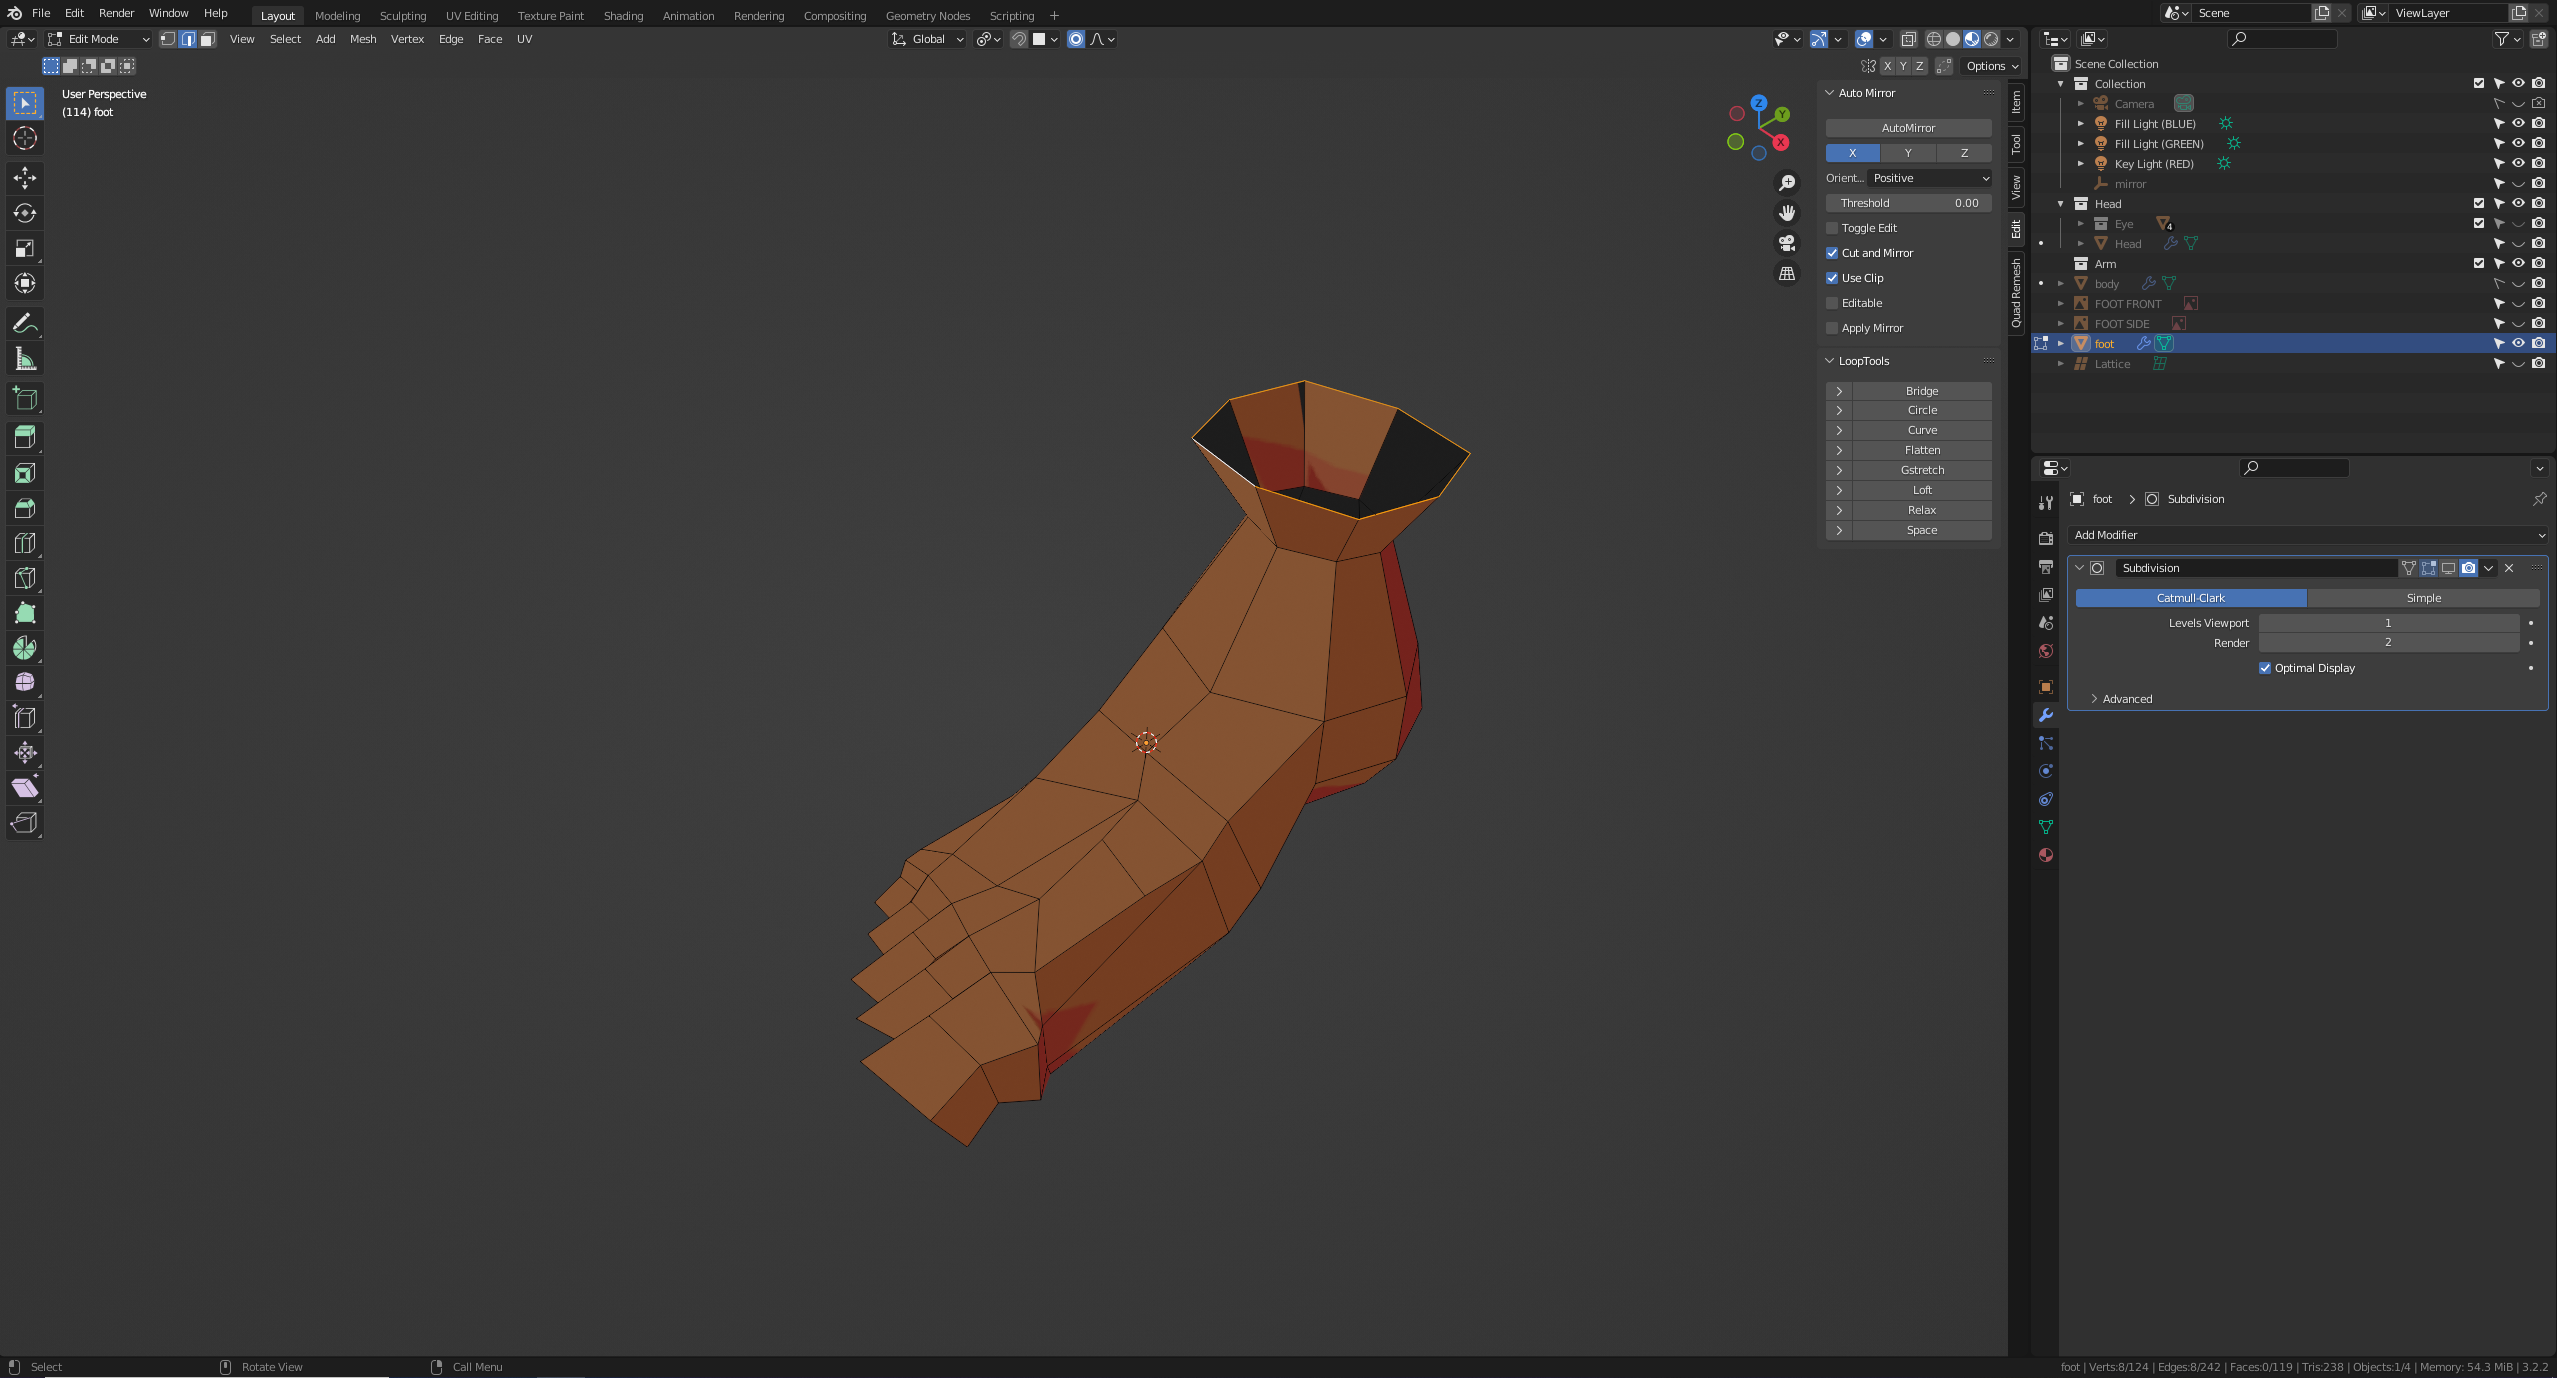 File Edit Render Window Help Layout Modeling Sculpting UV Editing Texture Paint Shading Animation Rendering Compositing Geometry Nodes Scripting + Scene ViewLayer
Edit Mode View Select Add Mesh Vertex Edge Face UV Global
X Y Z Options
User Perspective
(114) foot
Z
Y
X
Auto Mirror
AutoMirror
X Y Z
Orient... Positive
Threshold 0.00
Toggle Edit
Cut and Mirror
Use Clip
Editable
Apply Mirror
LoopTools
Bridge
Circle
Curve
Flatten
Gstretch
Loft
Relax
Space
Item
Tool
View
Edit
Quad Remesh
Scene Collection
Collection
Camera
Fill Light (BLUE)
Fill Light (GREEN)
Key Light (RED)
mirror
Head
Eye 4
Head
Arm
body
FOOT FRONT
FOOT SIDE
foot
Lattice
foot > Subdivision
Add Modifier
Subdivision
Catmull-Clark Simple
Levels Viewport 1
Render 2
Optimal Display
Advanced
Select Rotate View Call Menu
foot | Verts:8/124 | Edges:8/242 | Faces:0/119 | Tris:238 | Objects:1/4 | Memory: 54.3 MiB | 3.2.2